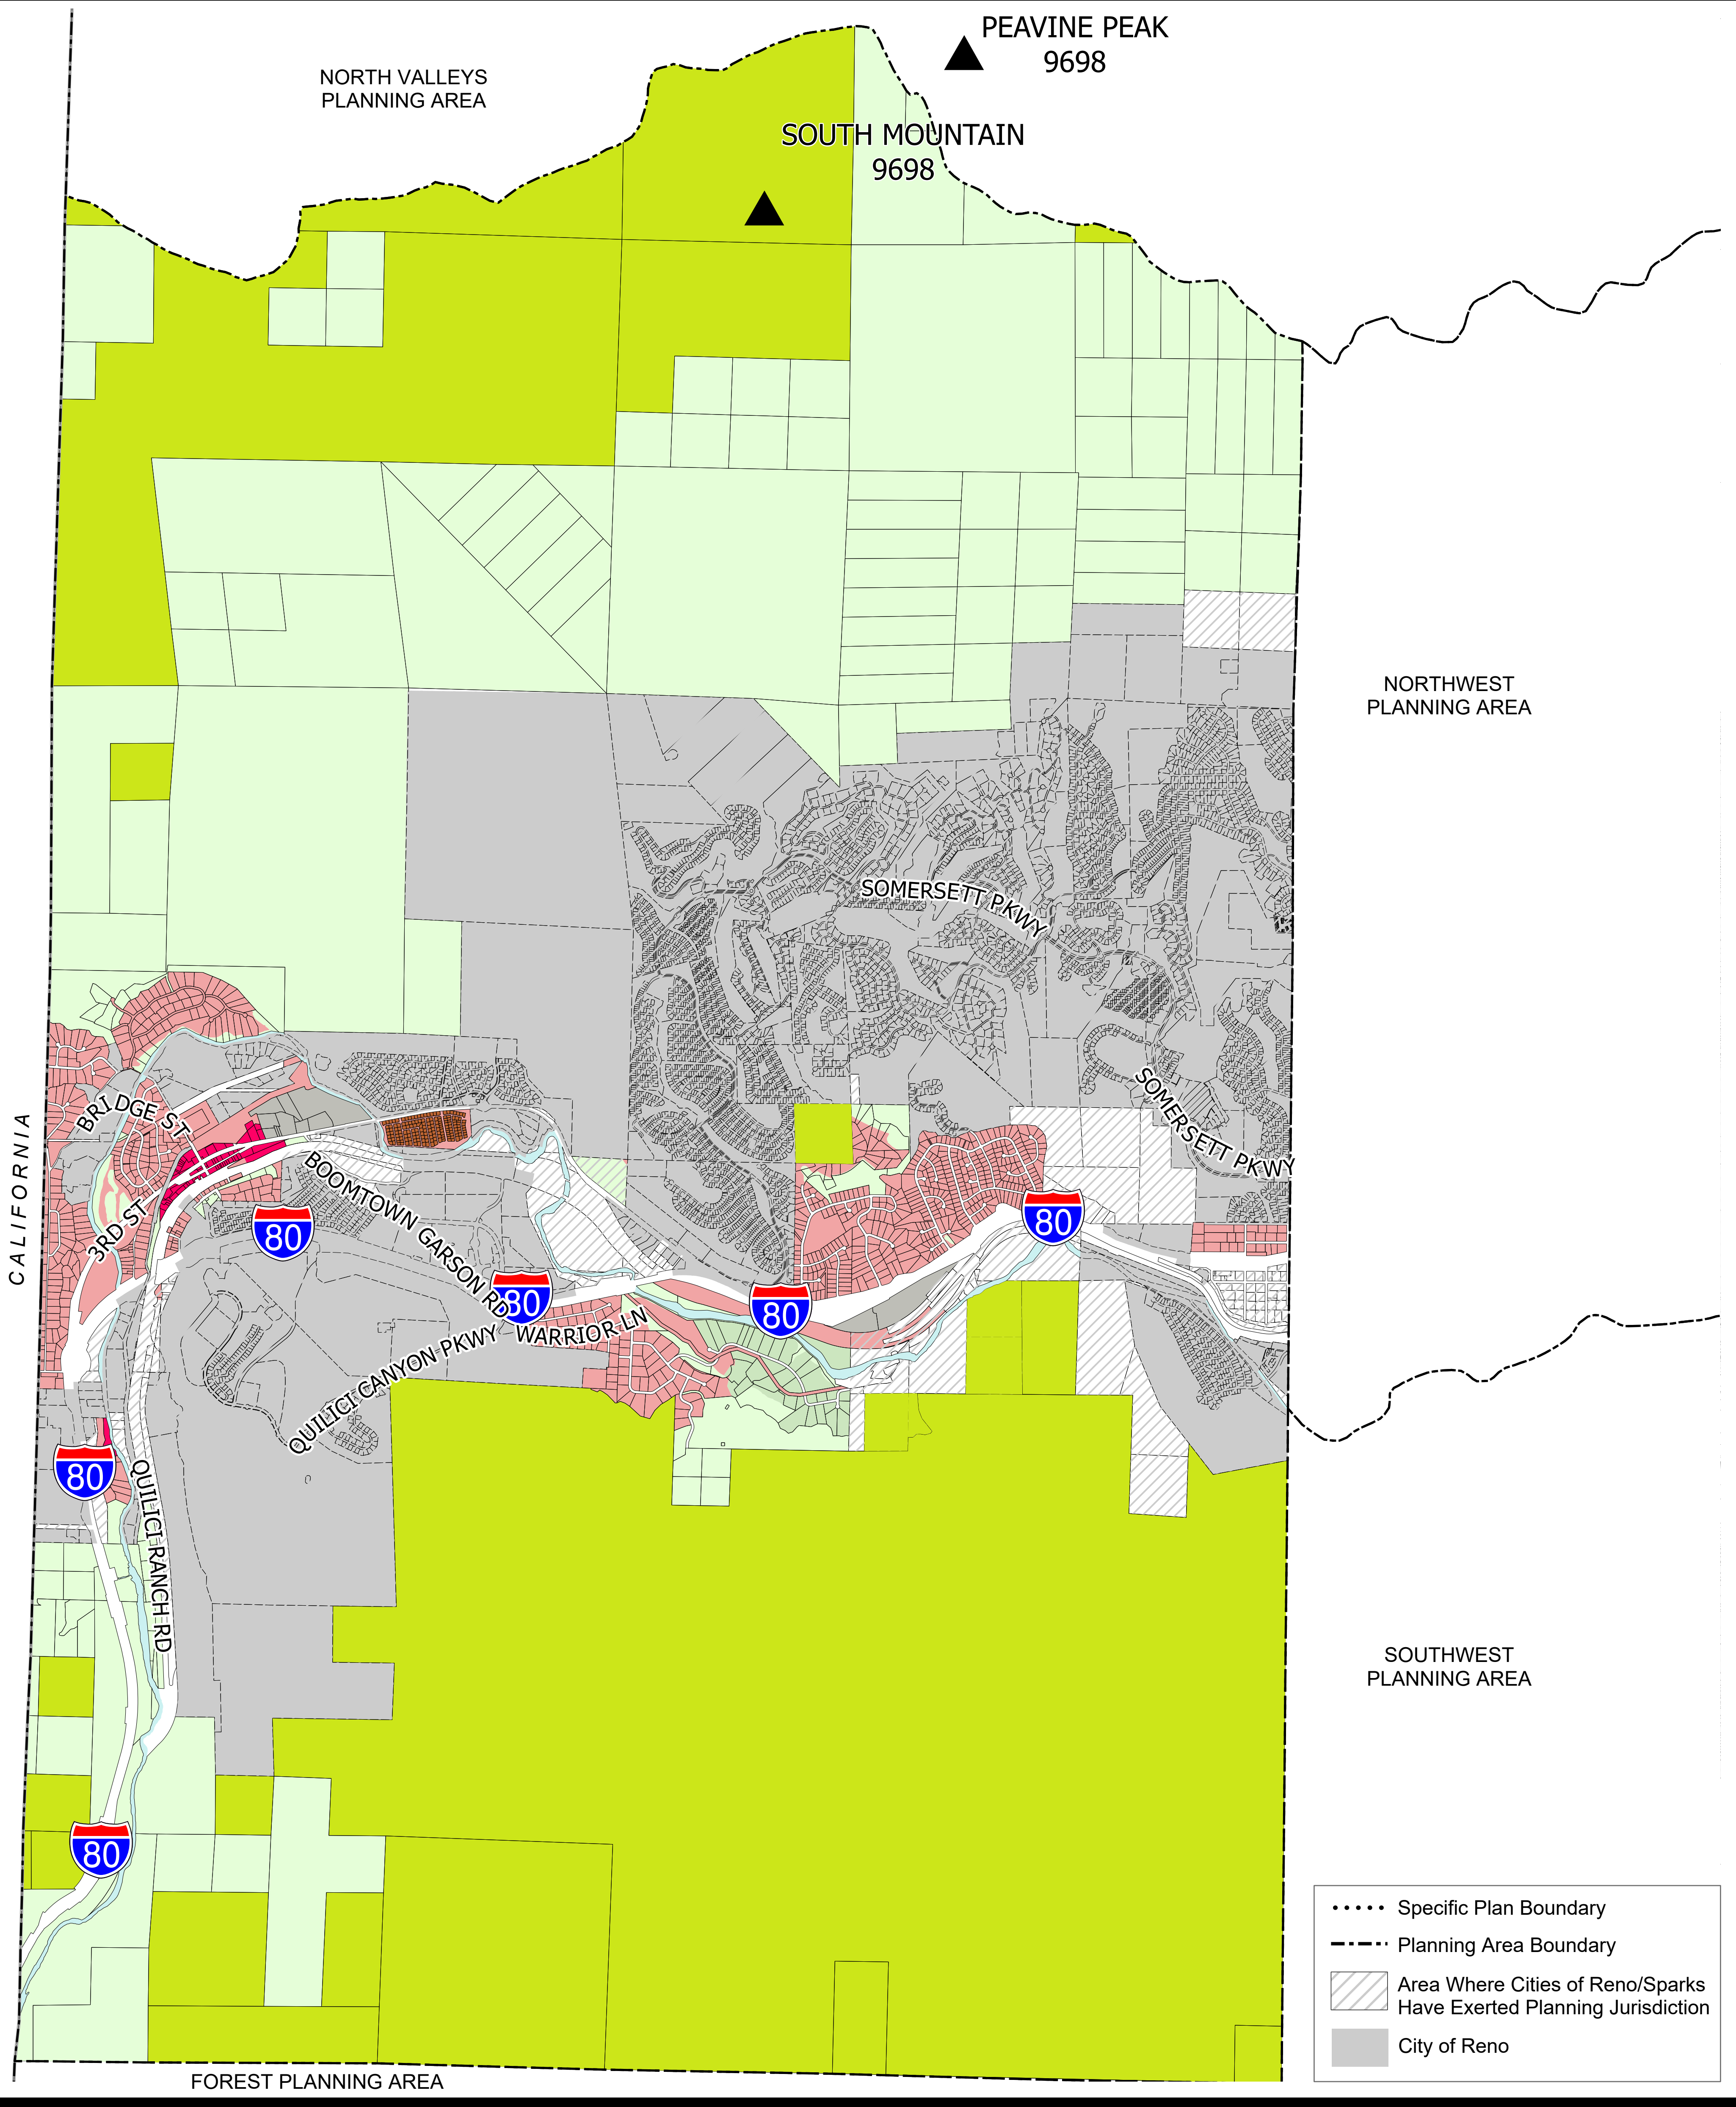 PEAVINE PEAK
9698
NORTH VALLEYS
PLANNING AREA
SOUTH MOUNTAIN
9698
NORTHWEST
PLANNING AREA
SOMERSETT PKWY
SOMERSETT PKWY
BRIDGE ST
CALIFORNIA
BOOMTOWN GARSON RD
3RD ST
80
80
80
80
WARRIOR LN
QUILICI CANYON PKWY
80
QUILICI RANCH RD
SOUTHWEST
PLANNING AREA
80
Specific Plan Boundary
Planning Area Boundary
Area Where Cities of Reno/Sparks
Have Exerted Planning Jurisdiction
City of Reno
FOREST PLANNING AREA